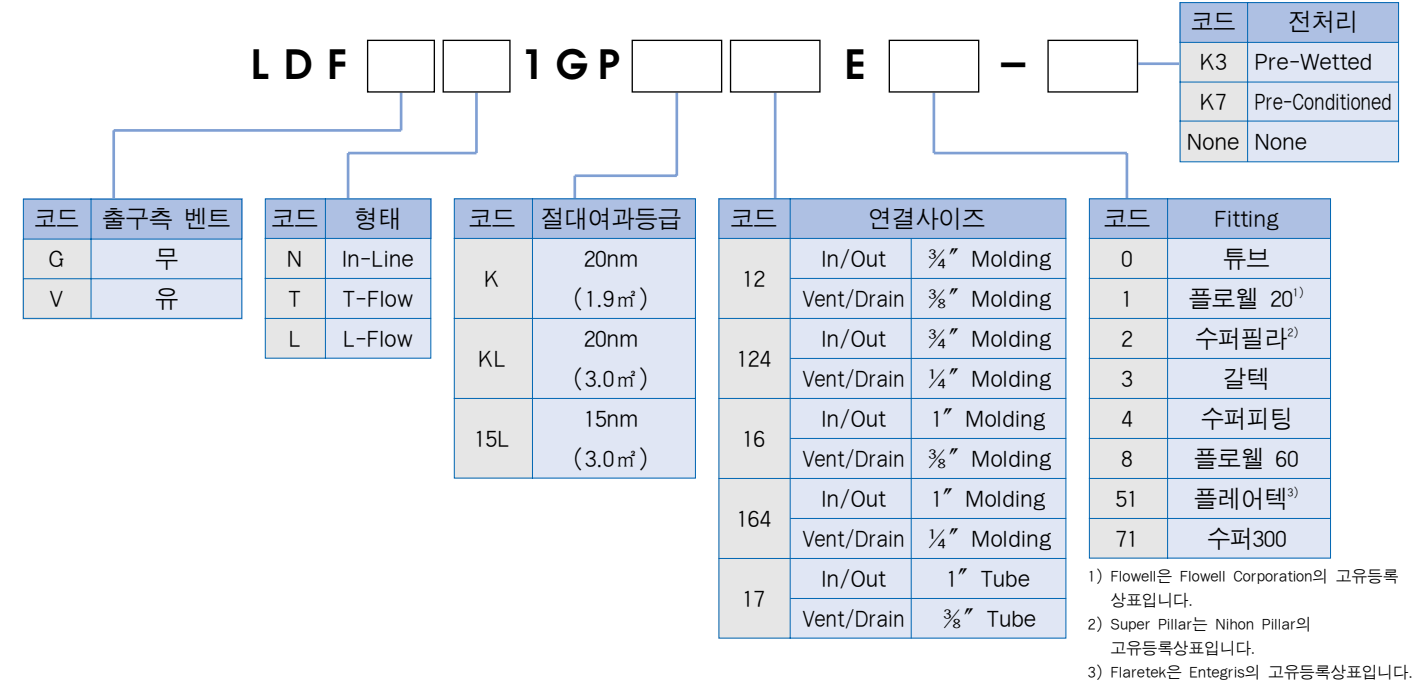 LDF 1GP E -
코드 전처리
K3 Pre-Wetted
K7 Pre-Conditioned
None None
코드 출구측 벤트
G 무
V 유
코드 형태
N In-Line
T T-Flow
L L-Flow
코드 절대여과등급
K 20nm
(1.9㎡)
KL 20nm
(3.0㎡)
15L 15nm
(3.0㎡)
코드 연결사이즈
12 In/Out ¾″ Molding
Vent/Drain ⅜″ Molding
124 In/Out ¾″ Molding
Vent/Drain ¼″ Molding
16 In/Out 1″ Molding
Vent/Drain ⅜″ Molding
164 In/Out 1″ Molding
Vent/Drain ¼″ Molding
17 In/Out 1″ Tube
Vent/Drain ⅜″ Tube
코드 Fitting
0 튜브
1 플로웰 20¹⁾
2 수퍼필라²⁾
3 갈텍
4 수퍼피팅
8 플로웰 60
51 플레어텍³⁾
71 수퍼300
1) Flowell은 Flowell Corporation의 고유등록
상표입니다.
2) Super Pillar는 Nihon Pillar의
고유등록상표입니다.
3) Flaretek은 Entegris의 고유등록상표입니다.